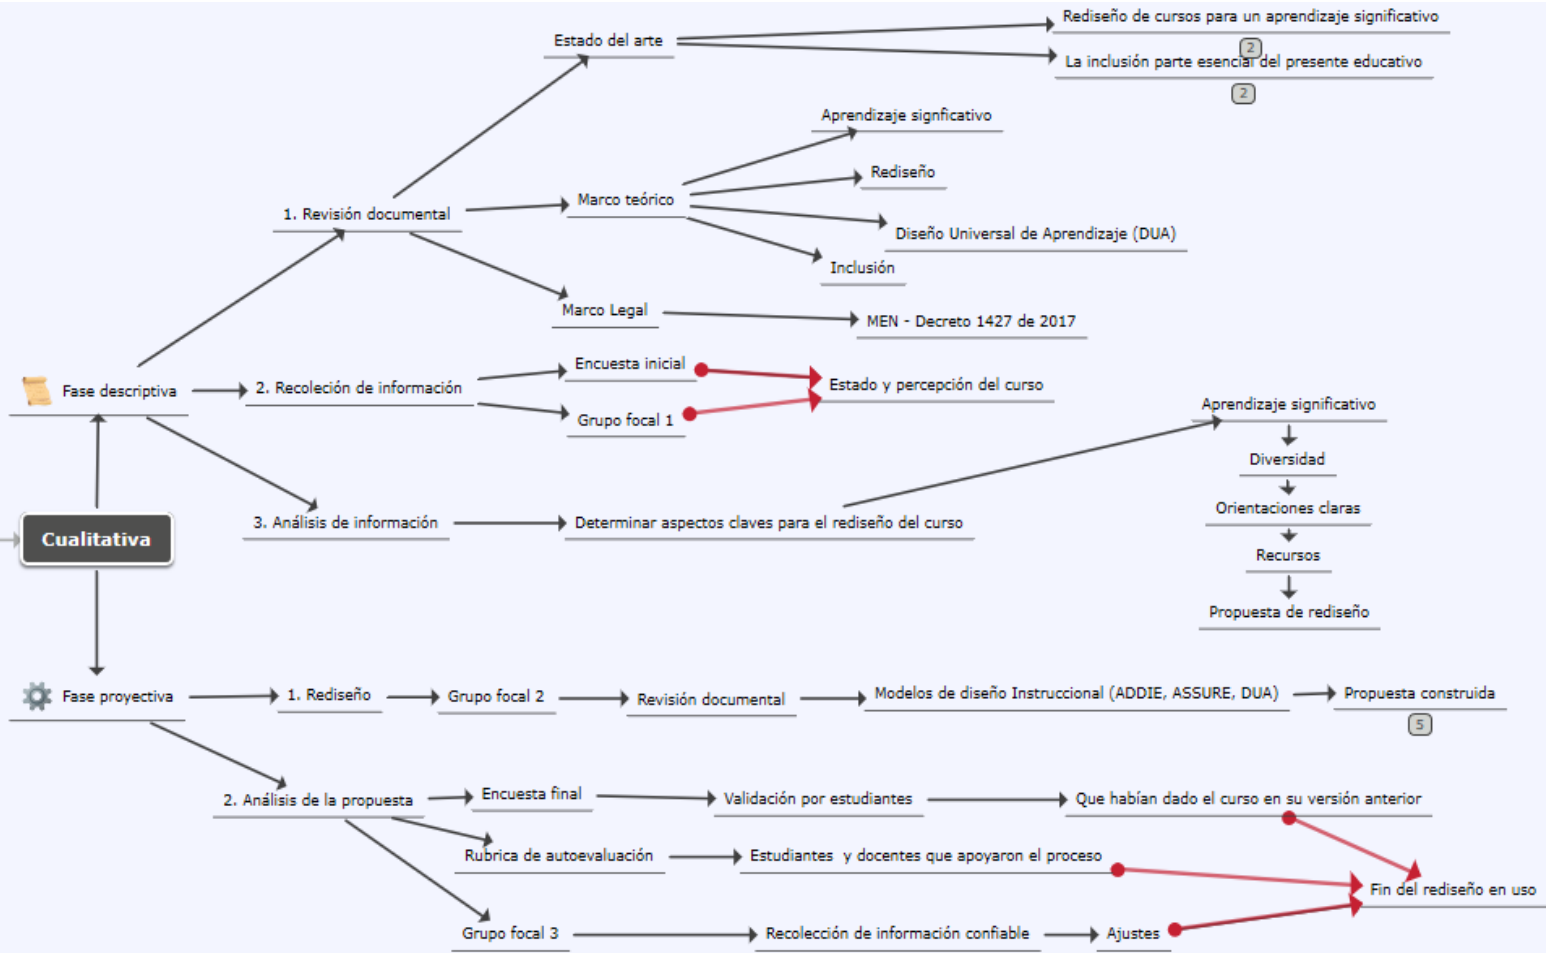 Rediseño de cursos para un aprendizaje significativo
2
Estado del arte
La inclusión parte esencial del presente educativo
2
Aprendizaje signficativo
Rediseño
Marco teórico
1. Revisión documental
Diseño Universal de Aprendizaje (DUA)
Inclusión
Marco Legal
MEN - Decreto 1427 de 2017
Encuesta inicial
Fase descriptiva
2. Recoleción de información
Estado y percepción del curso
Grupo focal 1
Aprendizaje significativo
Diversidad
Orientaciones claras
3. Análisis de información
Determinar aspectos claves para el rediseño del curso
Cualitativa
Recursos
Propuesta de rediseño
Fase proyectiva
1. Rediseño
Grupo focal 2
Revisión documental
Modelos de diseño Instruccional (ADDIE, ASSURE, DUA)
Propuesta construida
5
2. Análisis de la propuesta
Encuesta final
Validación por estudiantes
Que habían dado el curso en su versión anterior
Rubrica de autoevaluación
Estudiantes y docentes que apoyaron el proceso
Fin del rediseño en uso
Grupo focal 3
Recolección de información confiable
Ajustes